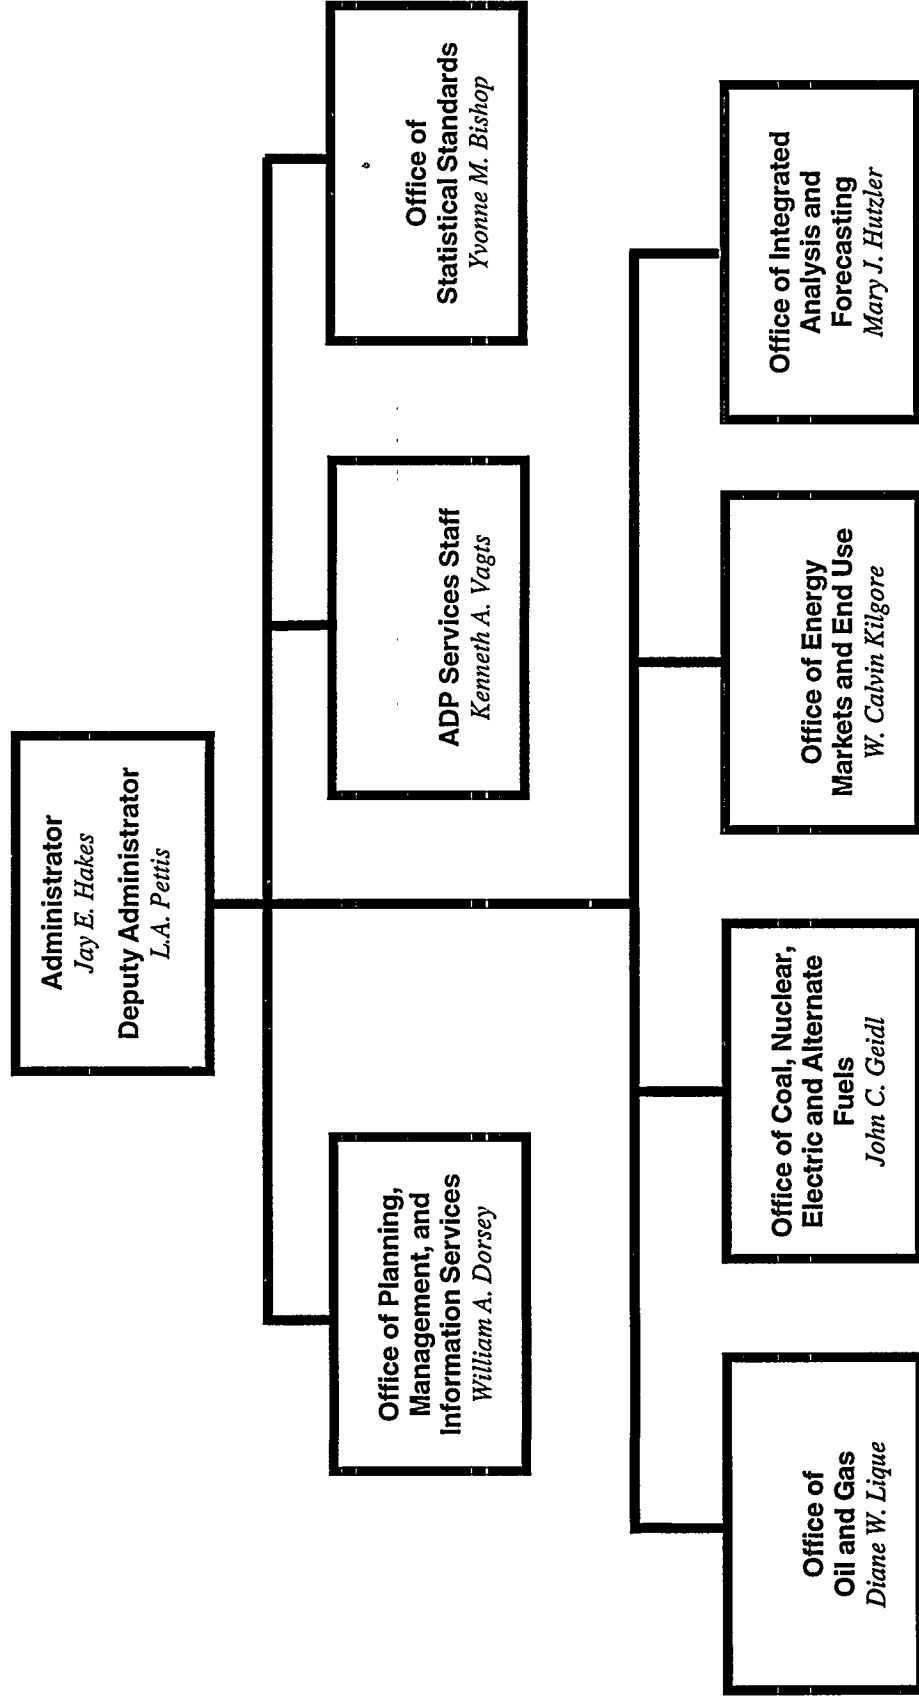 Administrator
Jay E. Hakes
Deputy Administrator
L.A. Pettis
Office of Planning,
Management, and
Information Services
William A. Dorsey
ADP Services Staff
Kenneth A. Vagts
Office of
Statistical Standards
Yvonne M. Bishop
Office of
Oil and Gas
Diane W. Lique
Office of Coal, Nuclear,
Electric and Alternate
Fuels
John C. Geidl
Office of Energy
Markets and End Use
W. Calvin Kilgore
Office of Integrated
Analysis and
Forecasting
Mary J. Hutzler